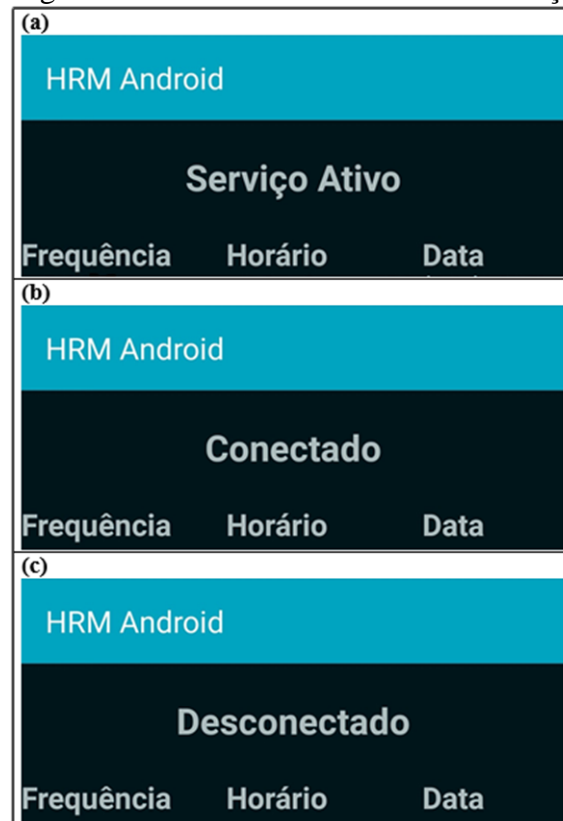 (a)
HRM Android
Serviço Ativo
Frequência Horário Data
(b)
HRM Android
Conectado
Frequência Horário Data
(c)
HRM Android
Desconectado
Frequência Horário Data